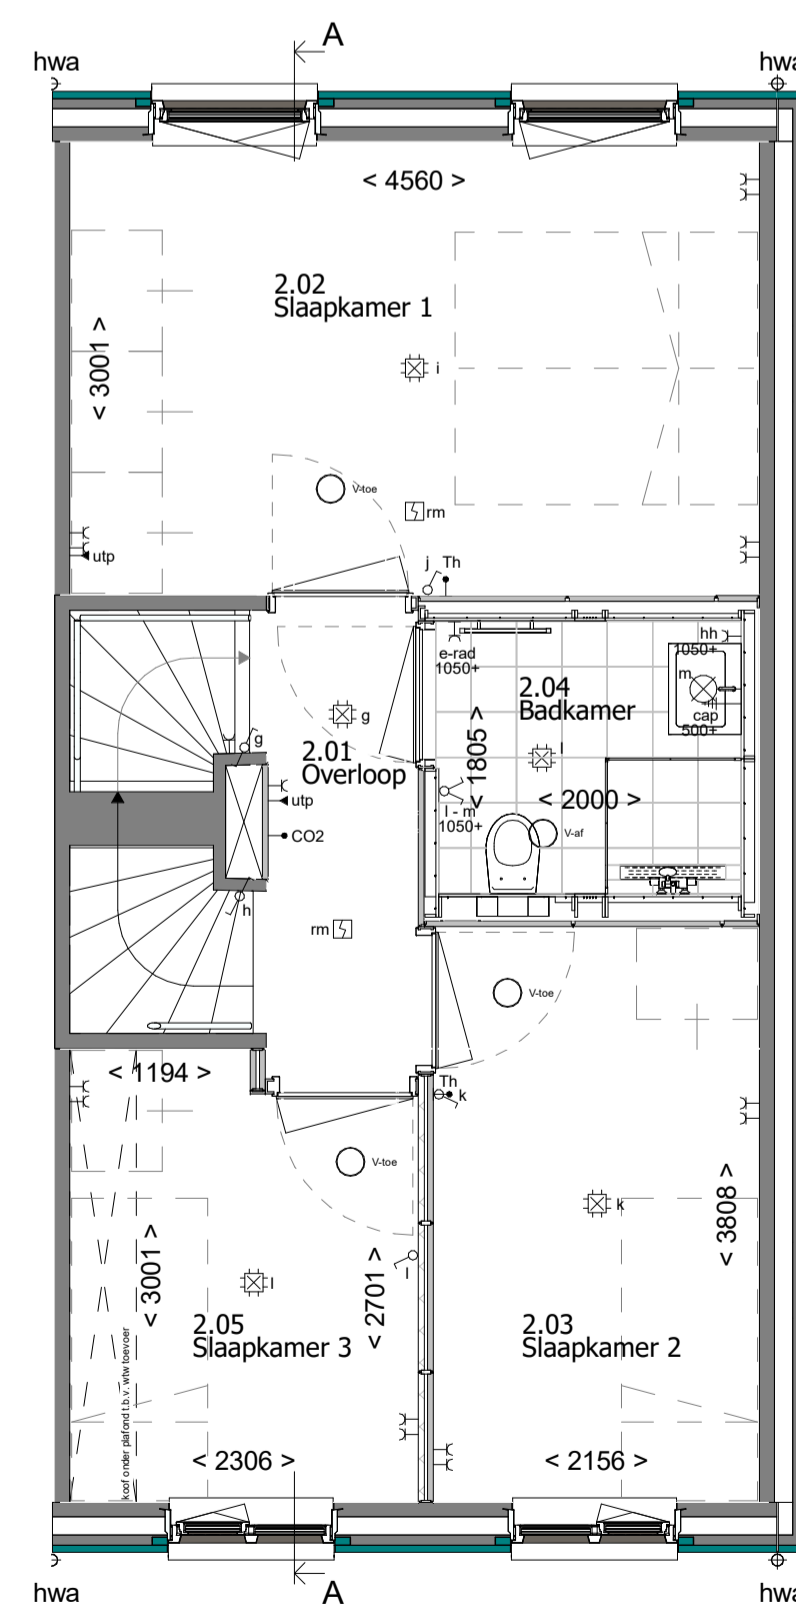 A
hwa
hwa
< 4560 >
2.02
Slaapkamer 1
< 3001 >
i
V-toe
rm
utp
j
Th
e-rad
1050+
hh
1050+
m
cap
500+
2.04
Badkamer
g
g
2.01
Overloop
< 1805 >
l
< 2000 >
utp
l - m
1050+
V-af
CO2
h
rm
V-toe
< 1194 >
Th
k
V-toe
< 3808 >
k
< 3001 >
< 2701 >
l
l
2.05
Slaapkamer 3
2.03
Slaapkamer 2
koof onder plafond t.b.v. wtw toevoer
< 2306 >
< 2156 >
hwa
A
hwa